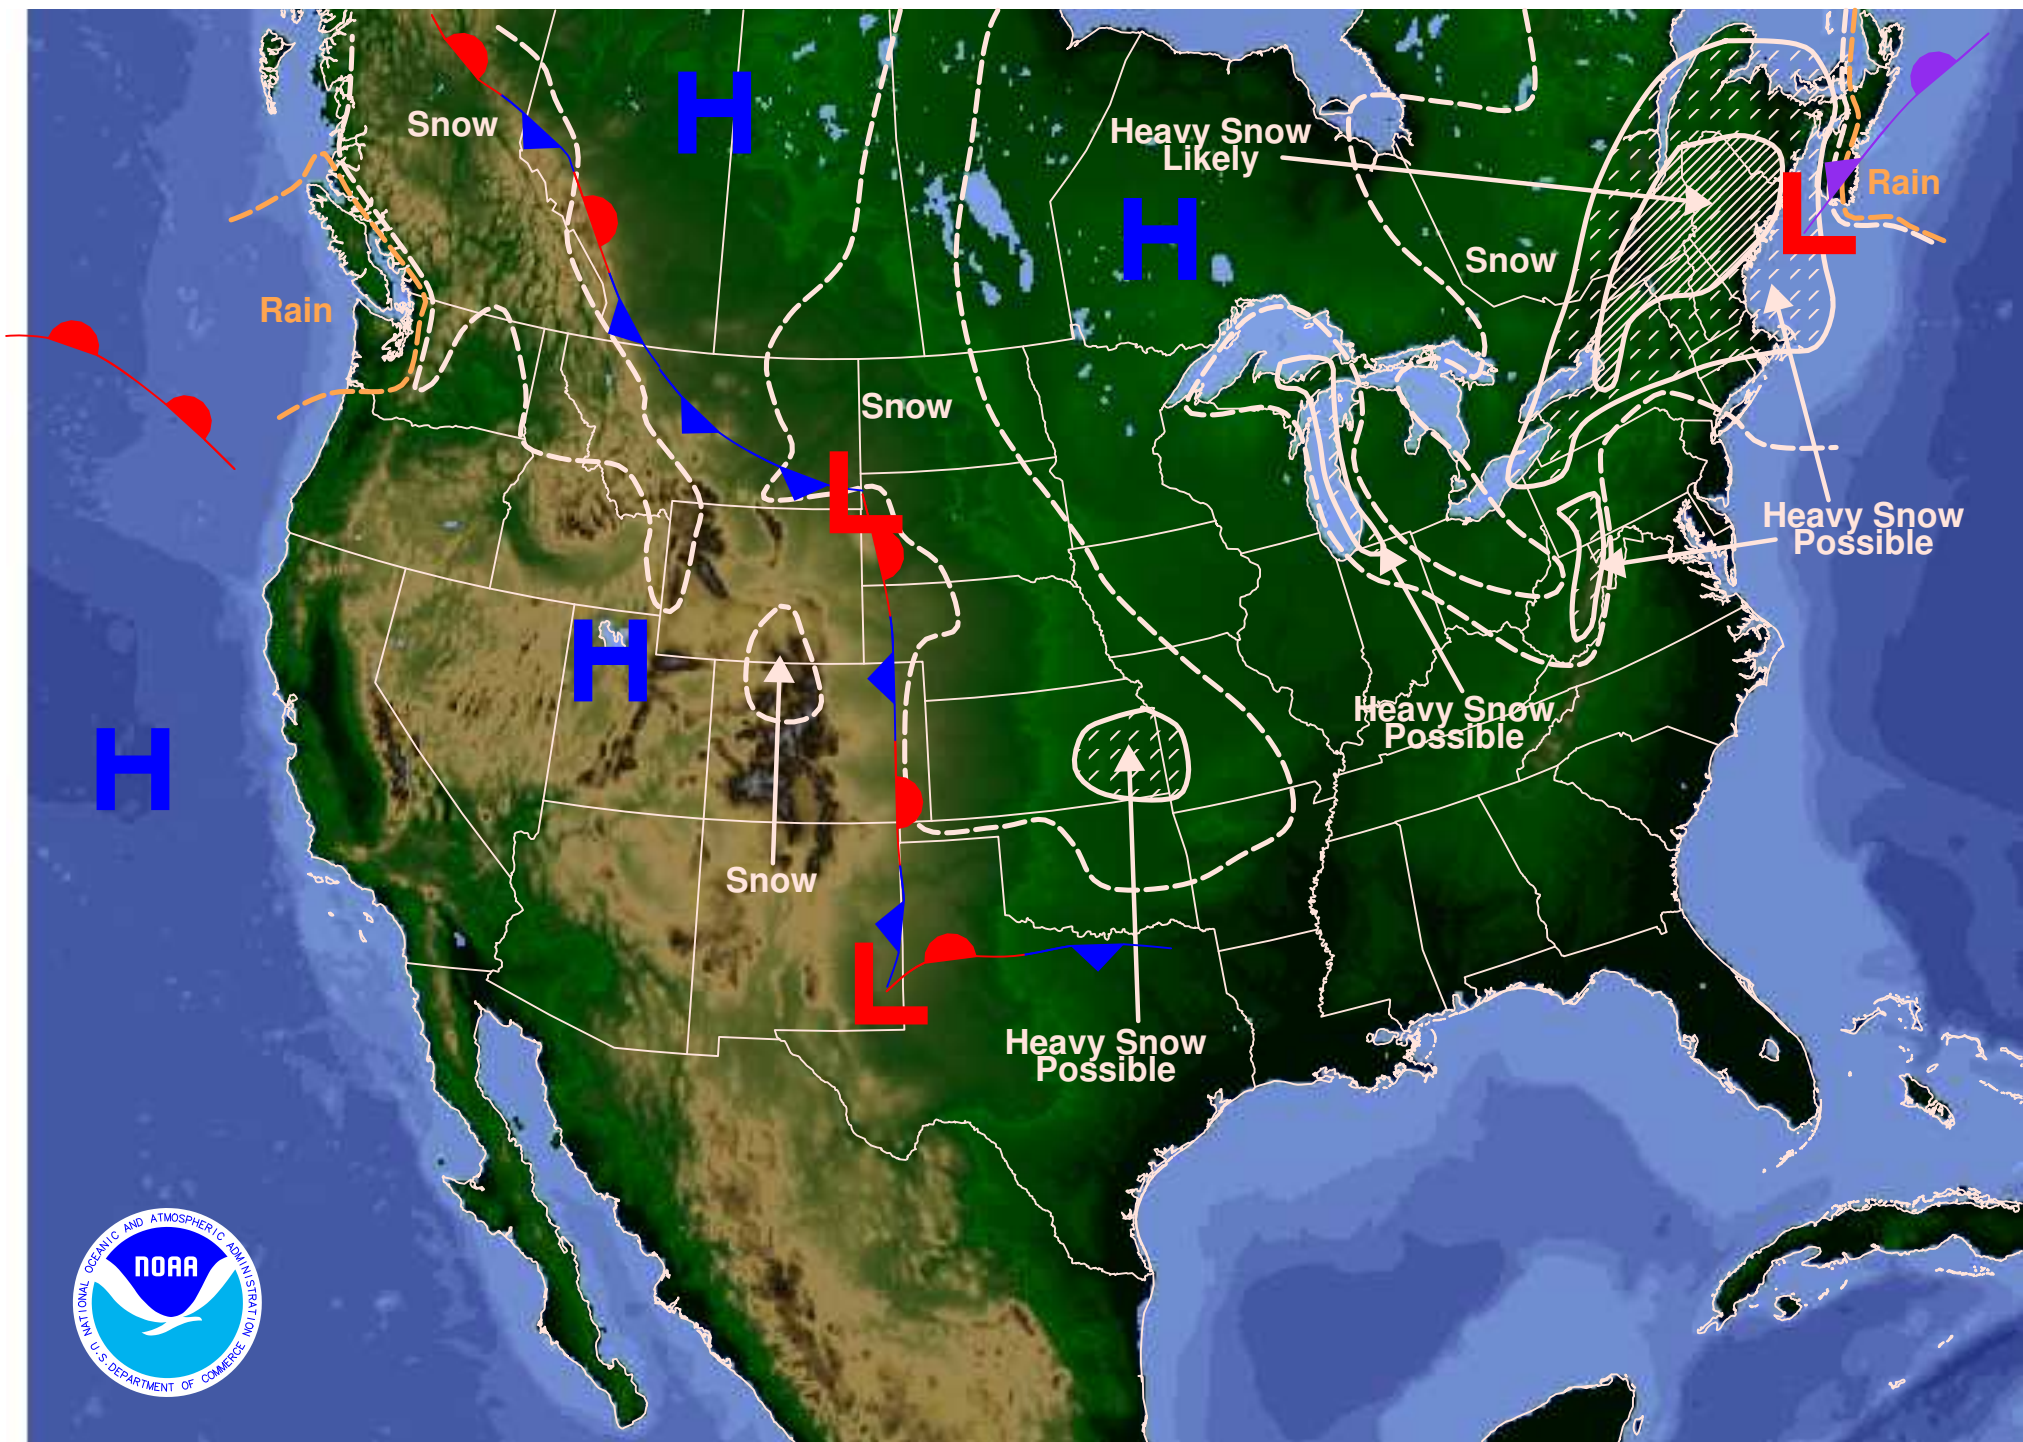 H
Snow
Heavy Snow
Likely
L
Rain
H
Snow
Rain
Snow
L
Heavy Snow
Possible
H
Heavy Snow
Possible
H
Snow
L
Heavy Snow
Possible
NATIONAL OCEANIC AND ATMOSPHERIC ADMINISTRATION
NOAA
U.S. DEPARTMENT OF COMMERCE